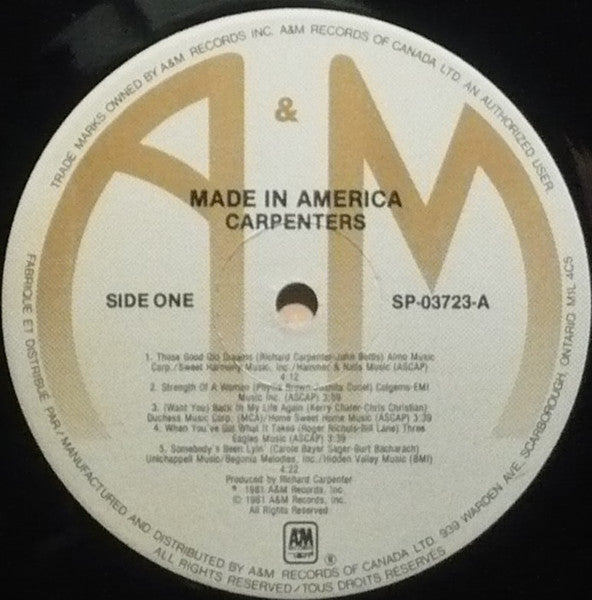 TRADE MARKS OWNED BY A&M RECORDS INC. A&M RECORDS OF CANADA LTD. AN AUTHORIZED USER.
A & M
MADE IN AMERICA
CARPENTERS
SIDE ONE
SP-03723-A
1. Those Good Old Dreams (Richard Carpenter-John Bettis) Almo Music
Corp./Sweet Harmony Music, Inc./Hammer & Nails Music (ASCAP)
4:12
2. Strength Of A Woman (Phyllis Brown-Juanita Curiel) Colgems-EMI
Music Inc. (ASCAP) 3:59
3. (Want You) Back In My Life Again (Kerry Chater-Chris Christian)
Duchess Music Corp. (MCA)/Home Sweet Home Music (ASCAP) 3:39
4. When You've Got What It Takes (Roger Nichols-Bill Lane) Three
Eagles Music (ASCAP) 3:39
5. Somebody's Been Lyin' (Carole Bayer Sager-Burt Bacharach)
Unichappell Music/Begonia Melodies, Inc./Hidden Valley Music (BMI)
4:22
Produced by Richard Carpenter
℗ 1981 A&M Records, Inc.
© 1981 A&M Records, Inc.
All Rights Reserved
A&M
RECORDS
®
FABRIQUE ET DISTRIBUE PAR/MANUFACTURED AND DISTRIBUTED BY A&M RECORDS OF CANADA LTD. 939 WARDEN AVE., SCARBOROUGH, ONTARIO M1L 4C5
ALL RIGHTS RESERVED/TOUS DROITS RESERVÉS